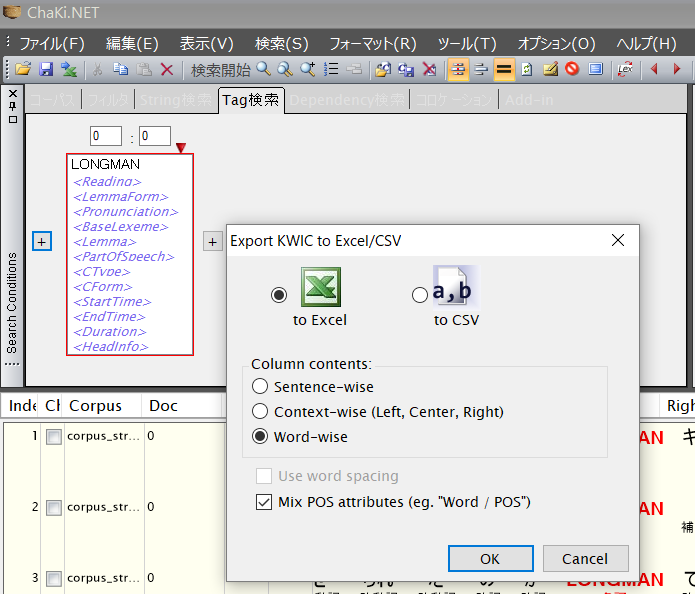 ChaKi.NET
ファイル(F) 編集(E) 表示(V) 検索(S) フォーマット(R) ツール(T) オプション(O) ヘルプ(H)
検索開始
コーパス フィルタ String検索 Tag検索 Dependency検索 コロケーション Add-in
Search Conditions
0 : 0
LONGMAN
<Reading>
<LemmaForm>
<Pronunciation>
<BaseLexeme>
<Lemma>
<PartOfSpeech>
<CType>
<CForm>
<StartTime>
<EndTime>
<Duration>
<HeadInfo>
+ +
Export KWIC to Excel/CSV
to Excel a,b to CSV
Column contents:
Sentence-wise
Context-wise (Left, Center, Right)
Word-wise
Use word spacing
Mix POS attributes (eg. "Word / POS")
OK Cancel
Corpus Doc
1 corpus_str... 0 MAN キ
2 corpus_str... 0 MAN
補
3 corpus_str... 0 LONGMAN で